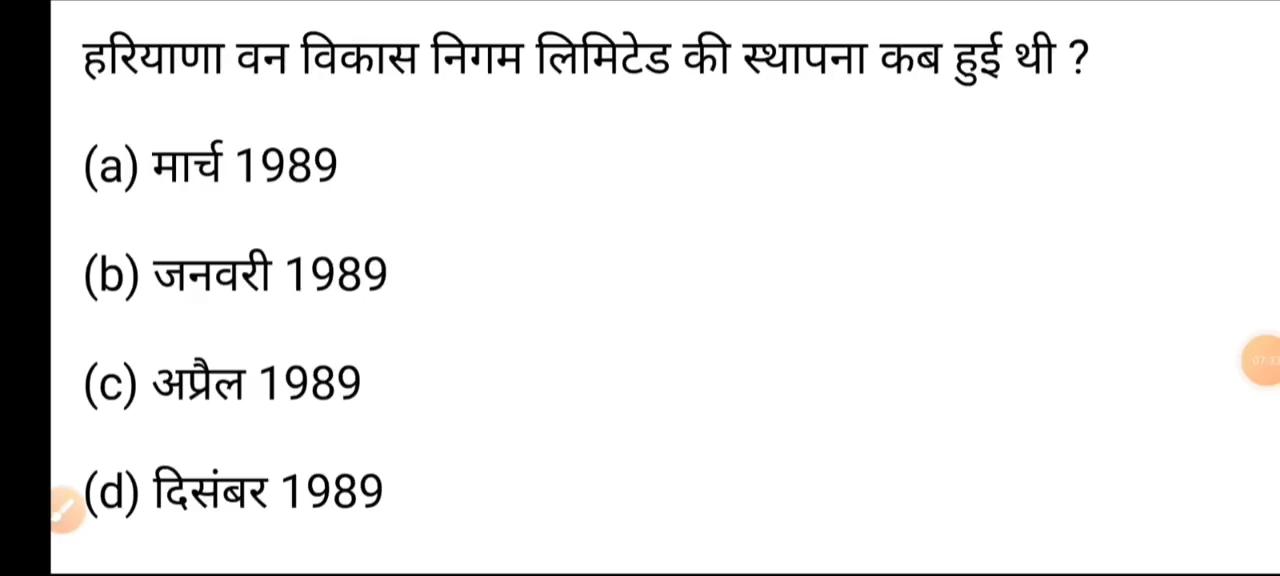 हरियाणा वन विकास निगम लिमिटेड की स्थापना कब हुई थी ?
(a) मार्च 1989
(b) जनवरी 1989
(c) अप्रैल 1989
(d) दिसंबर 1989